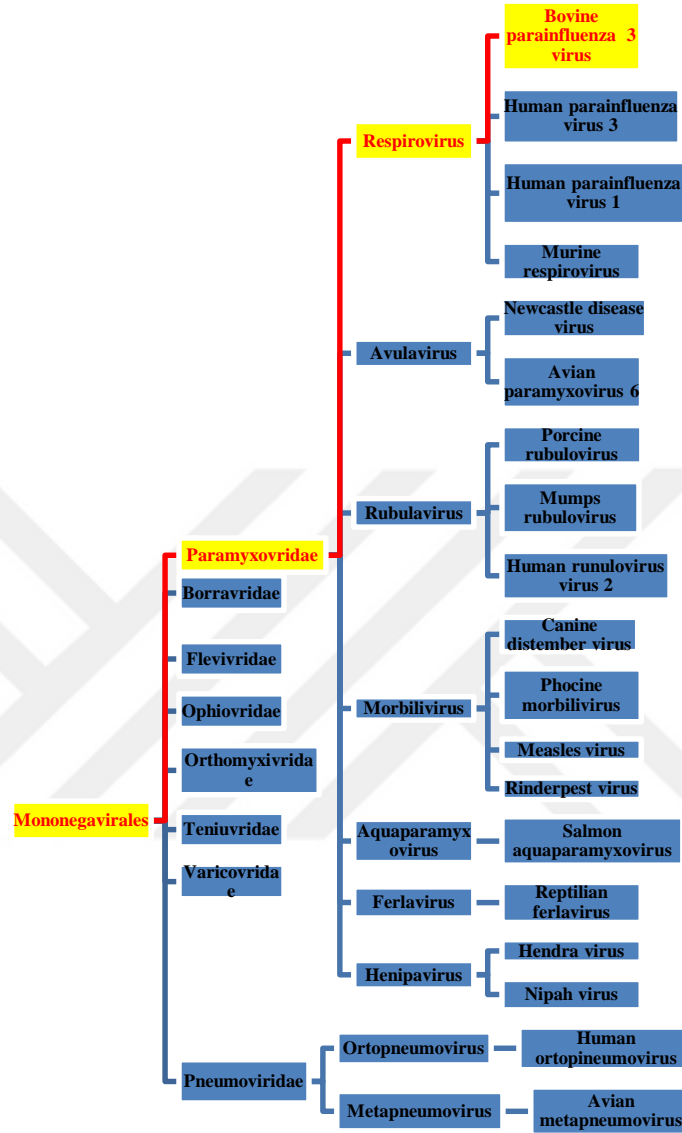 Bovine
parainfluenza 3
virus
Human parainfluenza
virus 3
Respirovirus
Human parainfluenza
virus 1
Murine
respirovirus
Newcastle disease
virus
Avulavirus
Avian
paramyxovirus 6
Porcine
rubulovirus
Rubulavirus
Mumps
rubulovirus
Human runulovirus
virus 2
Paramyxovridae
Borravridae
Flevivridae
Ophiovridae
Orthomyxivrida
e
Mononegavirales
Teniuvridae
Varicovrida
e
Canine
distember virus
Phocine
morbilivirus
Morbilivirus
Measles virus
Rinderpest virus
Aquaparamyx
ovirus
Salmon
aquaparamyxovirus
Ferlavirus
Reptilian
ferlavirus
Hendra virus
Henipavirus
Nipah virus
Pneumoviridae
Ortopneumovirus
Human
ortopineumovirus
Metapneumovirus
Avian
metapneumovirus